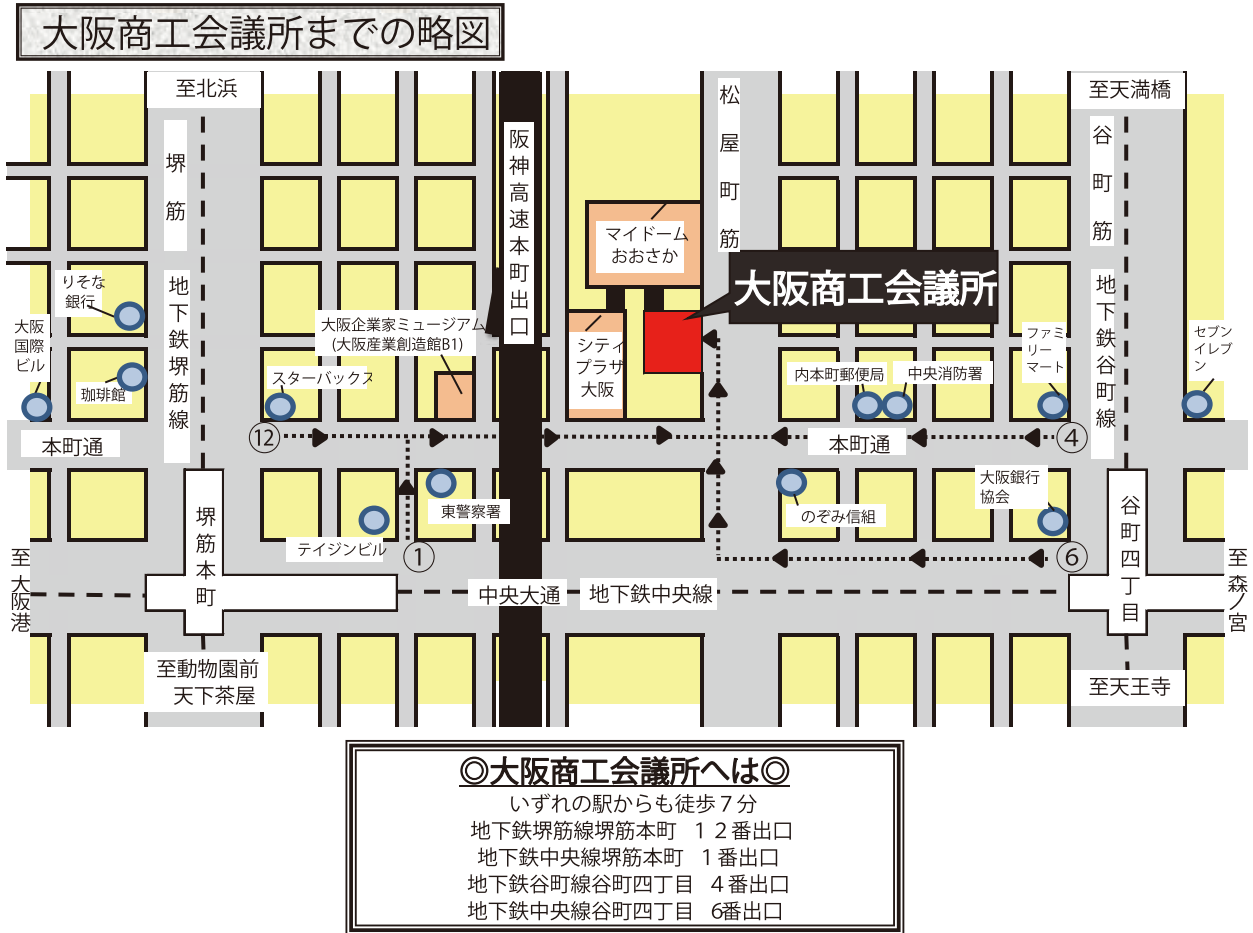 大阪商工会議所までの略図
至北浜
堺筋
地下鉄堺筋線
阪神高速本町出口
松屋町筋
至天満橋
谷町筋
地下鉄谷町線
マイドーム
おおさか
大阪商工会議所
りそな
銀行
大阪
国際
ビル
珈琲館
大阪企業家ミュージアム
(大阪産業創造館B1)
スターバックス
シティ
プラザ
大阪
内本町郵便局
中央消防署
ファミ
リー
マート
セブン
イレブ
ン
本町通
⑫
本町通
④
東警察署
テイジンビル
①
のぞみ信組
大阪銀行
協会
⑥
至大阪港
堺筋本町
中央大通
地下鉄中央線
谷町四丁目
至森ノ宮
至動物園前
天下茶屋
至天王寺
◎大阪商工会議所へは◎
いずれの駅からも徒歩７分
地下鉄堺筋線堺筋本町　１２番出口
地下鉄中央線堺筋本町　１番出口
地下鉄谷町線谷町四丁目　４番出口
地下鉄中央線谷町四丁目　6番出口